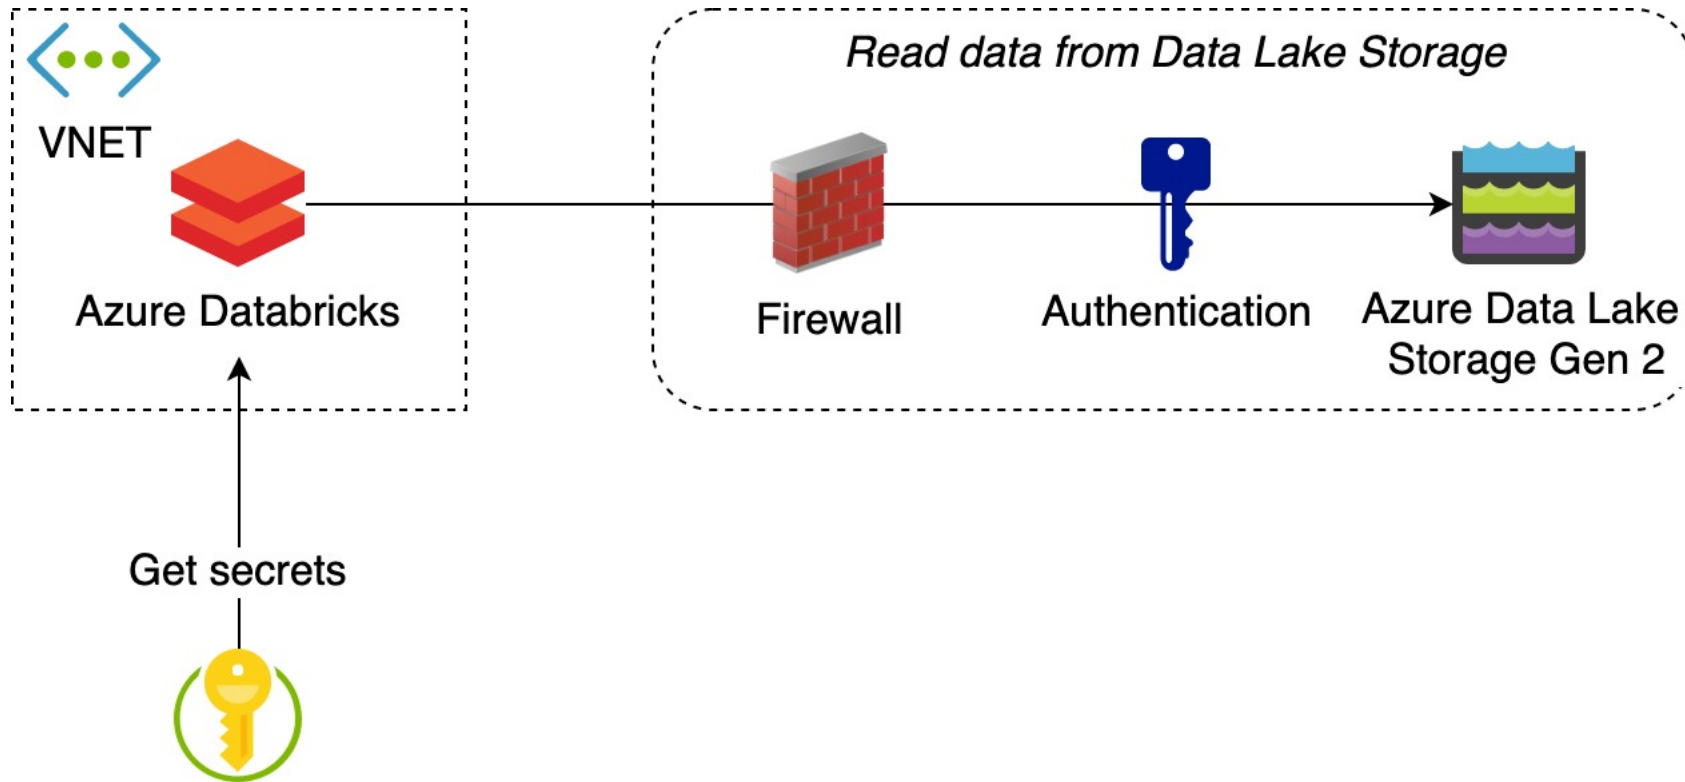 Read data from Data Lake Storage
VNET
Azure Databricks
Firewall
Authentication
Azure Data Lake
Storage Gen 2
Get secrets